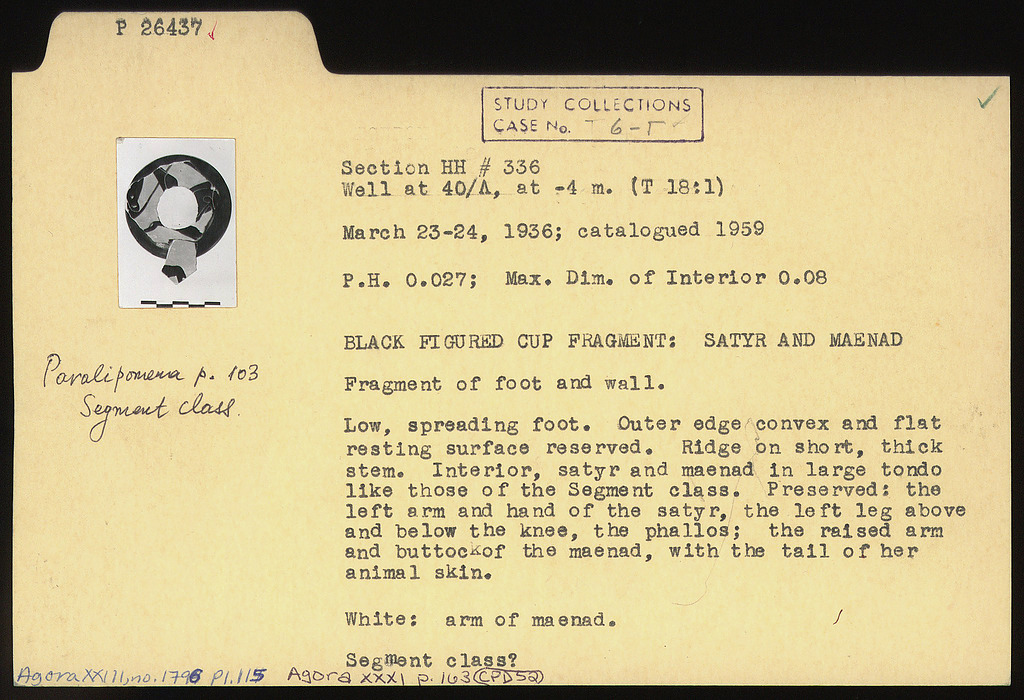 P 26437
STUDY COLLECTIONS
CASE No. T 6-Γ
Section HH # 336
Well at 40/Λ, at -4 m. (T 18:1)
March 23-24, 1936; catalogued 1959
P.H. 0.027; Max. Dim. of Interior 0.08
BLACK FIGURED CUP FRAGMENT: SATYR AND MAENAD
Fragment of foot and wall.
Low, spreading foot. Outer edge convex and flat
resting surface reserved. Ridge on short, thick
stem. Interior, satyr and maenad in large tondo
like those of the Segment class. Preserved: the
left arm and hand of the satyr, the left leg above
and below the knee, the phallos; the raised arm
and buttock of the maenad, with the tail of her
animal skin.
White: arm of maenad.
Segment class?
Paralipomena p. 103
Segment class.
Agora XXIII, no. 1796 pl. 115 Agora XXXI p. 103 (CPD52)